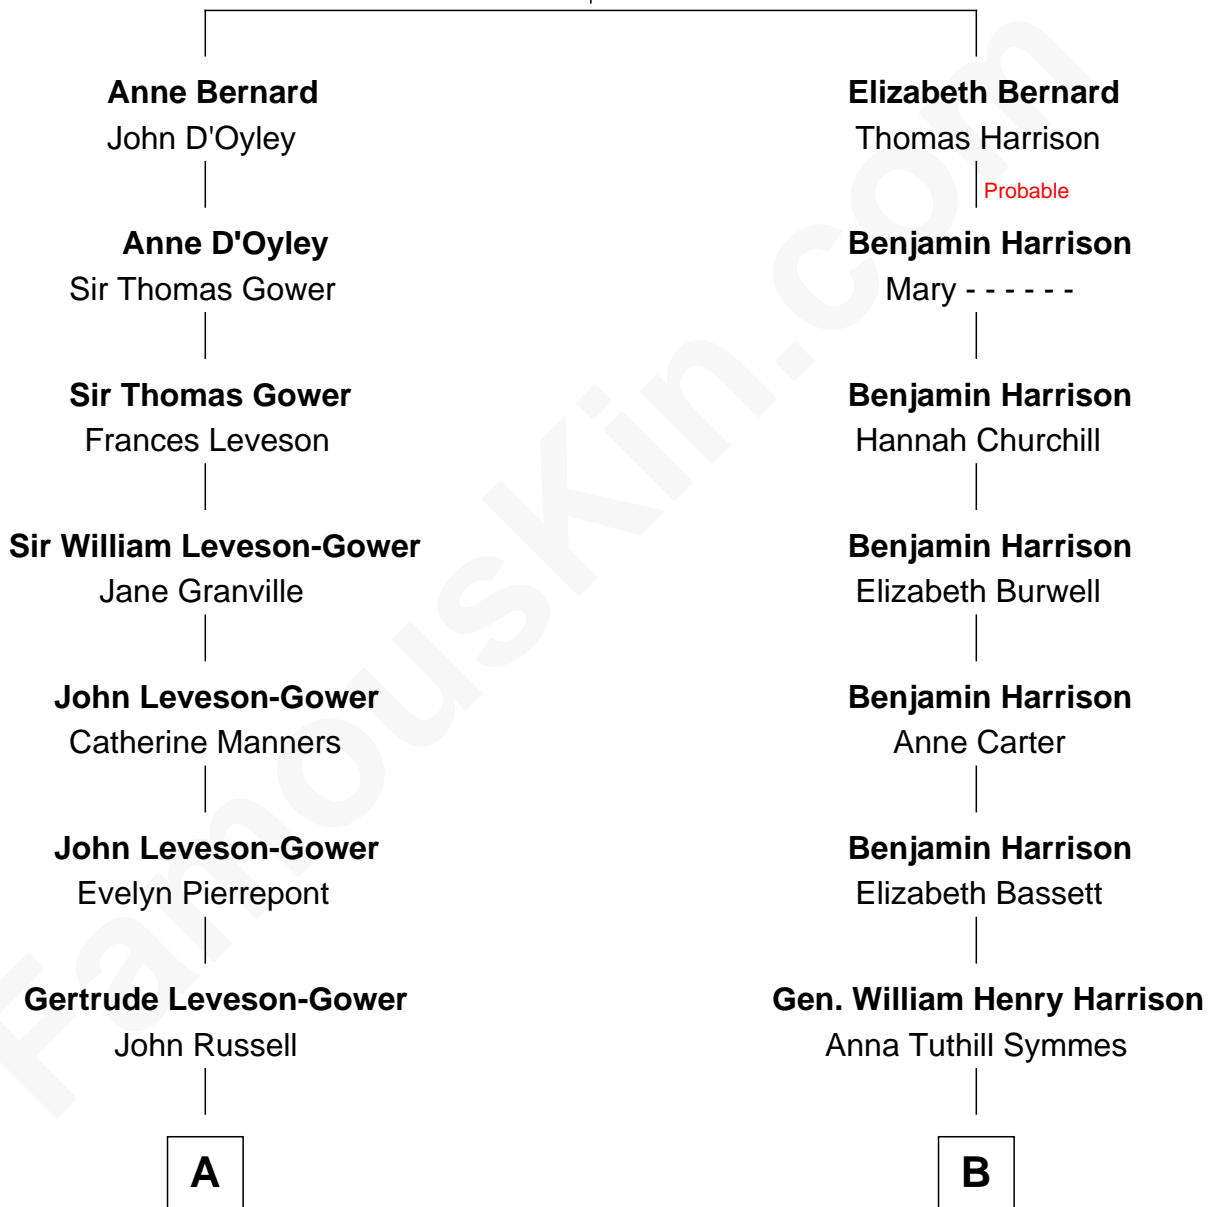 Anne Bernard
John D'Oyley
Anne D'Oyley
Sir Thomas Gower
Sir Thomas Gower
Frances Leveson
Sir William Leveson-Gower
Jane Granville
John Leveson-Gower
Catherine Manners
John Leveson-Gower
Evelyn Pierrepont
Gertrude Leveson-Gower
John Russell
A
Elizabeth Bernard
Thomas Harrison
Probable
Benjamin Harrison
Mary - - - - - -
Benjamin Harrison
Hannah Churchill
Benjamin Harrison
Elizabeth Burwell
Benjamin Harrison
Anne Carter
Benjamin Harrison
Elizabeth Bassett
Gen. William Henry Harrison
Anna Tuthill Symmes
B
FamousKin.com